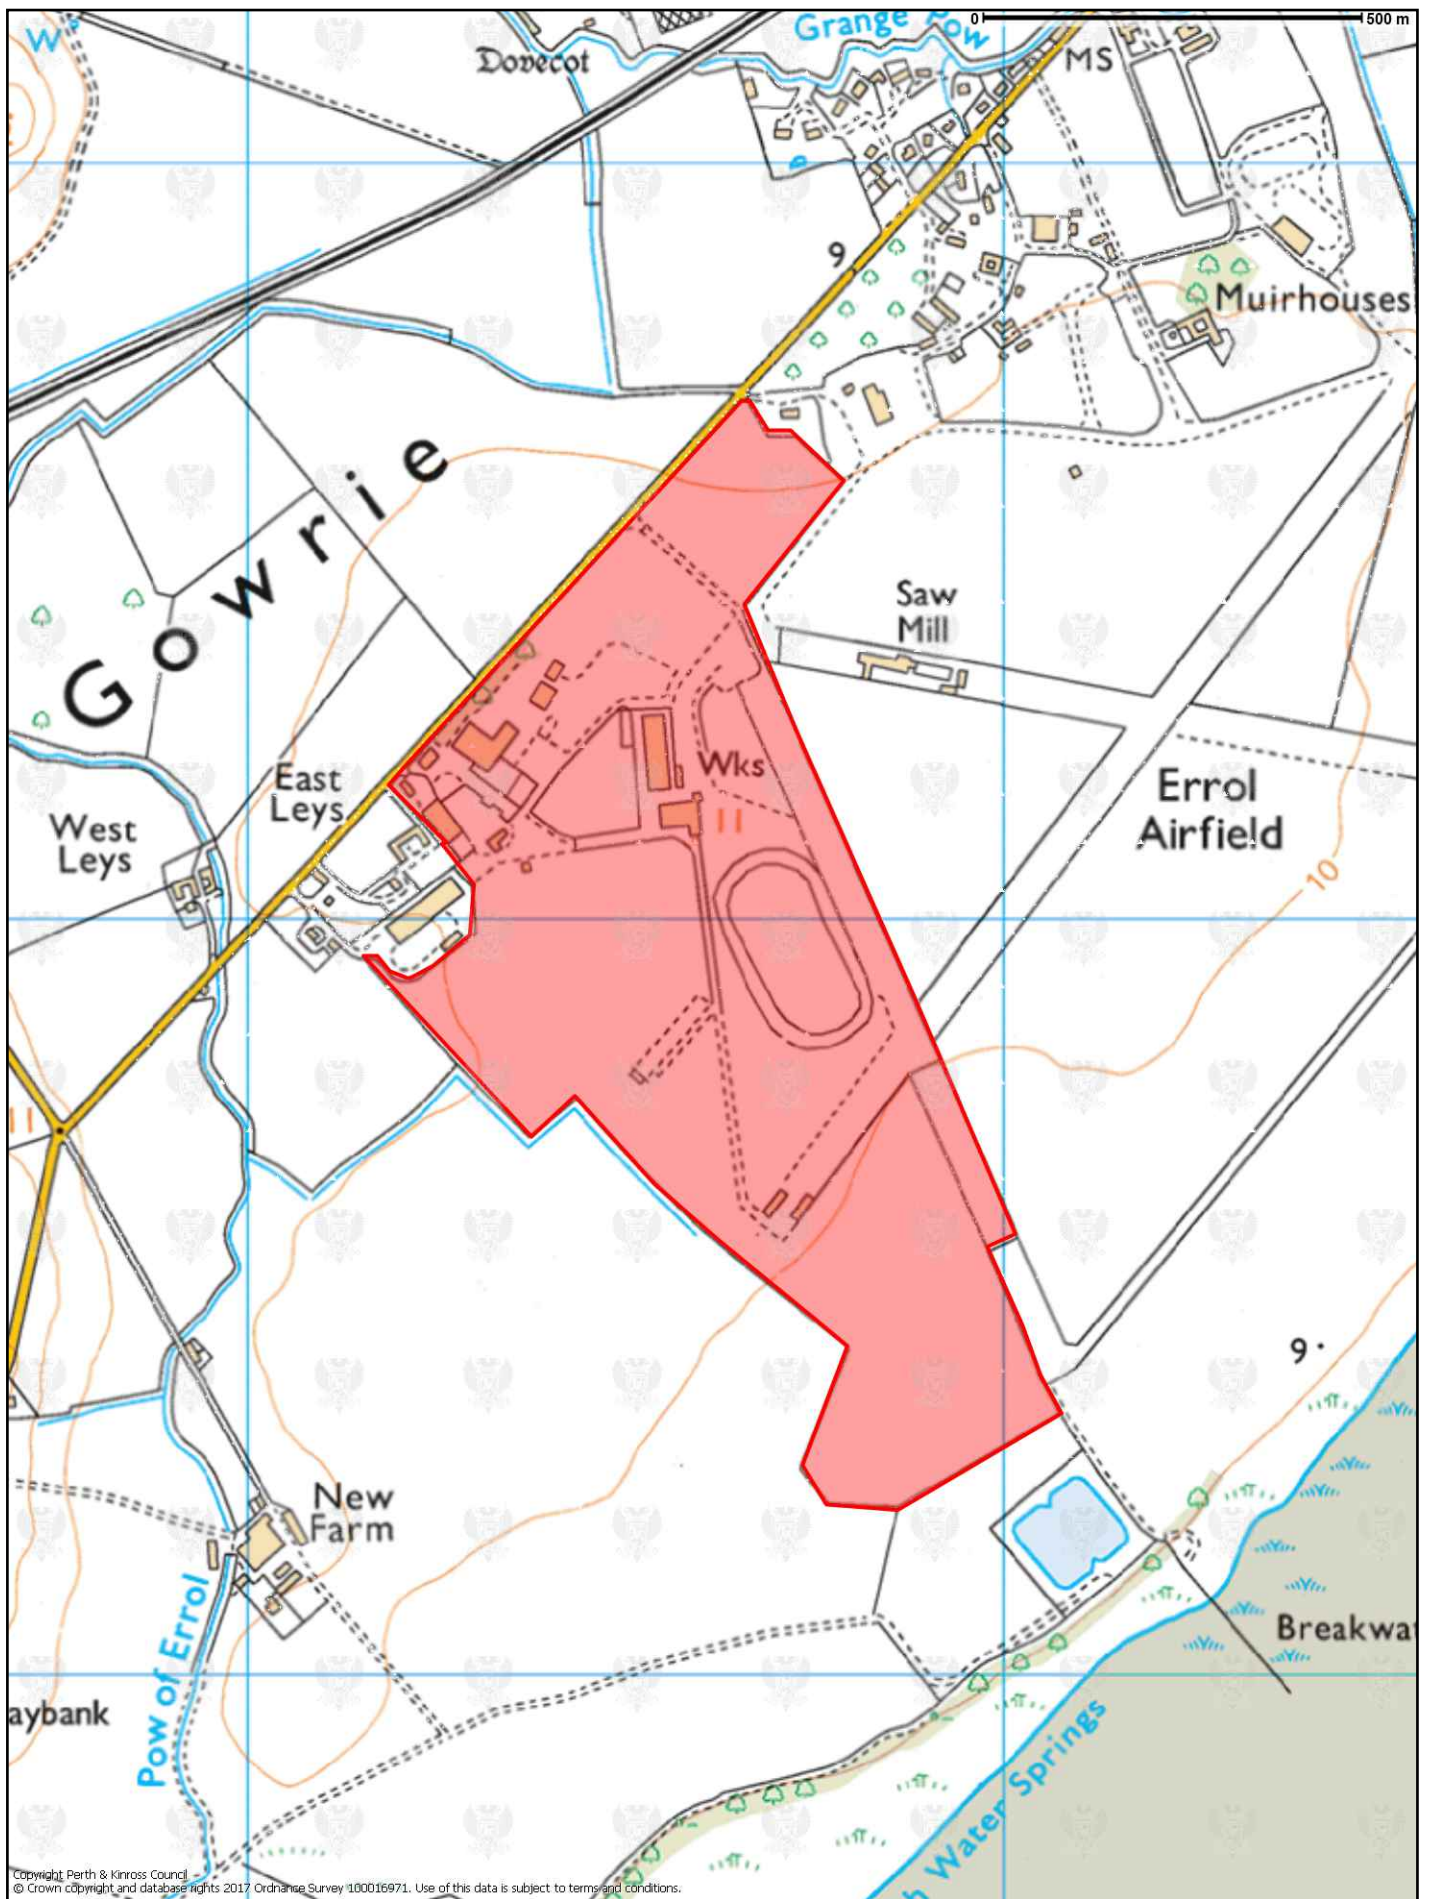 0
500 m
Grange Pow
W
Dovecot
MS
9
Muirhouses
Gowrie
Saw
Mill
East
Leys
West
Leys
Wks
11
Errol
Airfield
10
11
9
New
Farm
Pow of Errol
Breakwat
aybank
Water Springs
Copyright Perth & Kinross Council
© Crown copyright and database rights 2017 Ordnance Survey 100016971. Use of this data is subject to terms and conditions.